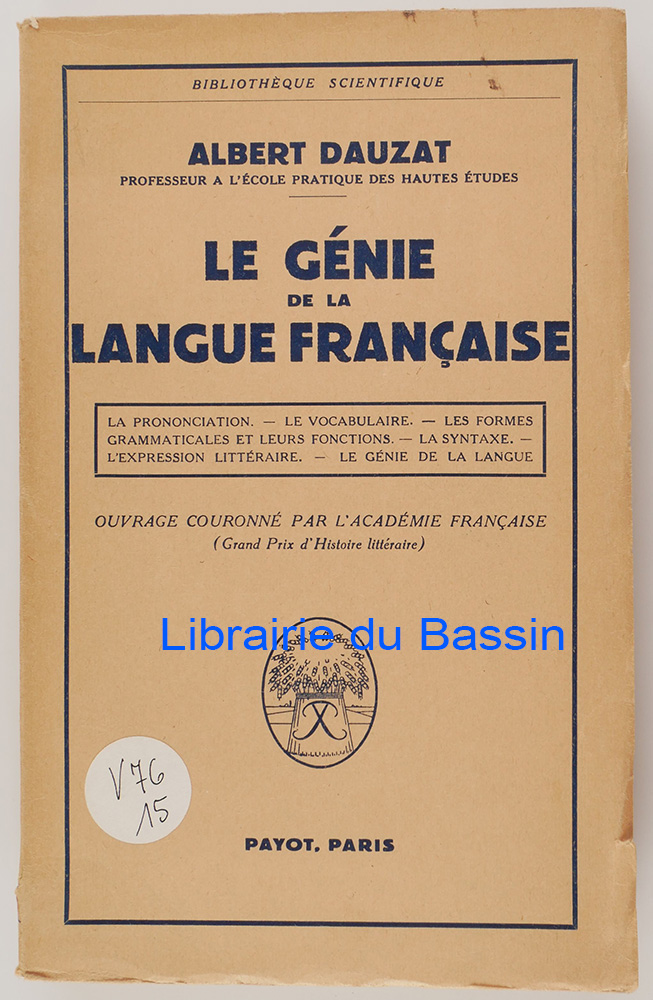 BIBLIOTHÈQUE SCIENTIFIQUE
ALBERT DAUZAT
PROFESSEUR A L'ÉCOLE PRATIQUE DES HAUTES ÉTUDES
LE GÉNIE
DE LA
LANGUE FRANÇAISE
LA PRONONCIATION. — LE VOCABULAIRE. — LES FORMES
GRAMMATICALES ET LEURS FONCTIONS. — LA SYNTAXE. —
L'EXPRESSION LITTÉRAIRE. — LE GÉNIE DE LA LANGUE
OUVRAGE COURONNÉ PAR L'ACADÉMIE FRANÇAISE
(Grand Prix d'Histoire littéraire)
Librairie du Bassin
V76
15
PAYOT, PARIS